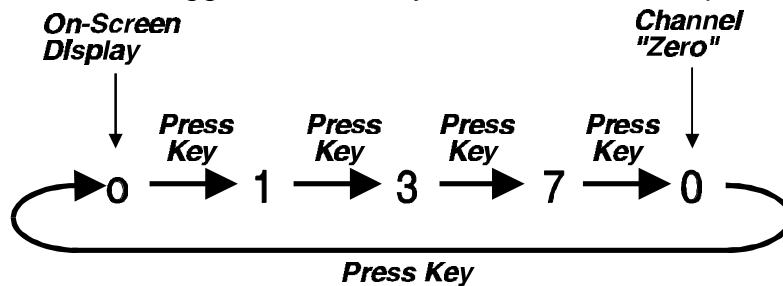 On-Screen
Display
Channel
"Zero"
Press
Key
Press
Key
Press
Key
Press
Key
o 1 3 7 0
Press Key